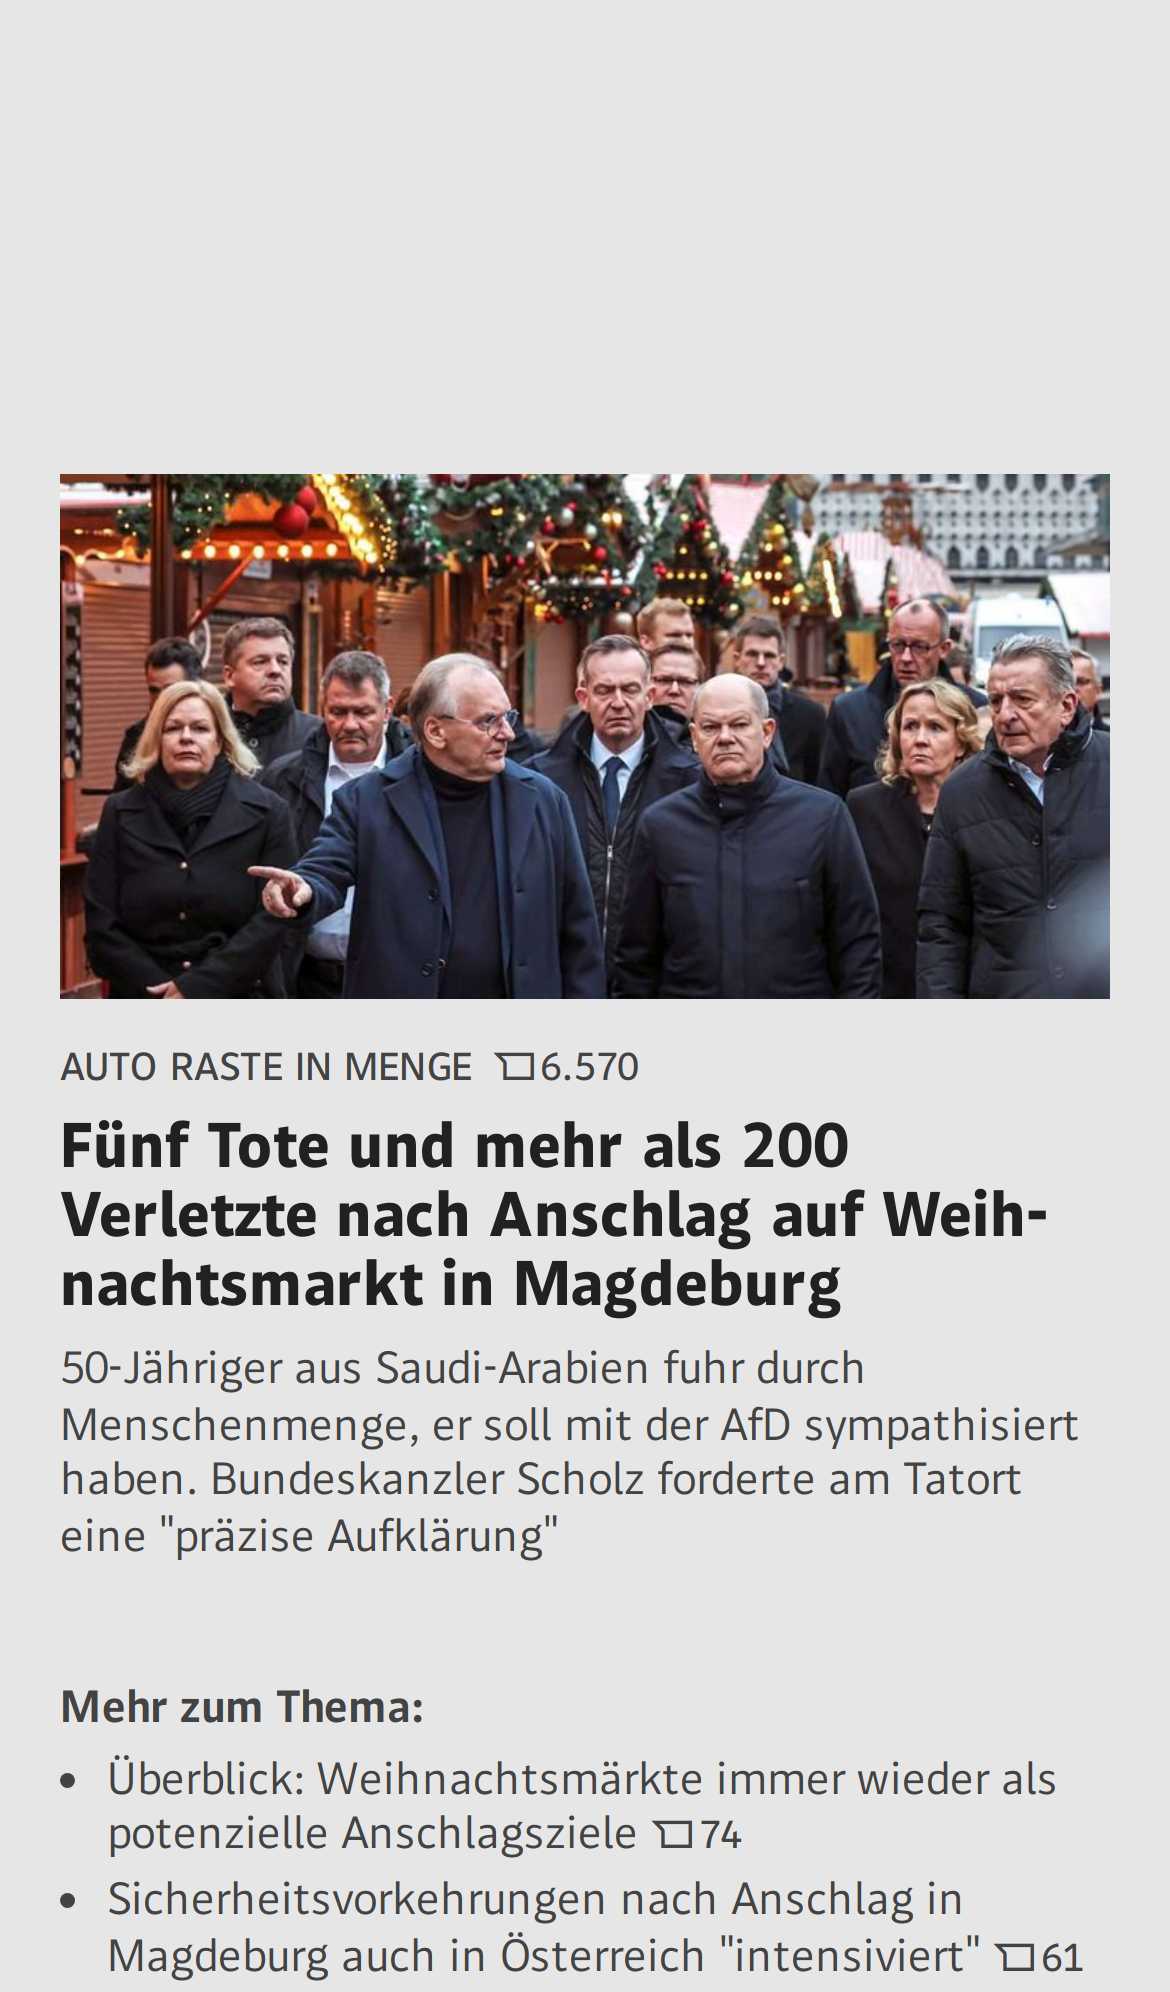 AUTO RASTE IN MENGE 6.570
Fünf Tote und mehr als 200
Verletzte nach Anschlag auf Weih-
nachtsmarkt in Magdeburg
50-Jähriger aus Saudi-Arabien fuhr durch
Menschenmenge, er soll mit der AfD sympathisiert
haben. Bundeskanzler Scholz forderte am Tatort
eine "präzise Aufklärung"
Mehr zum Thema:
• Überblick: Weihnachtsmärkte immer wieder als
potenzielle Anschlagsziele 74
• Sicherheitsvorkehrungen nach Anschlag in
Magdeburg auch in Österreich "intensiviert" 61